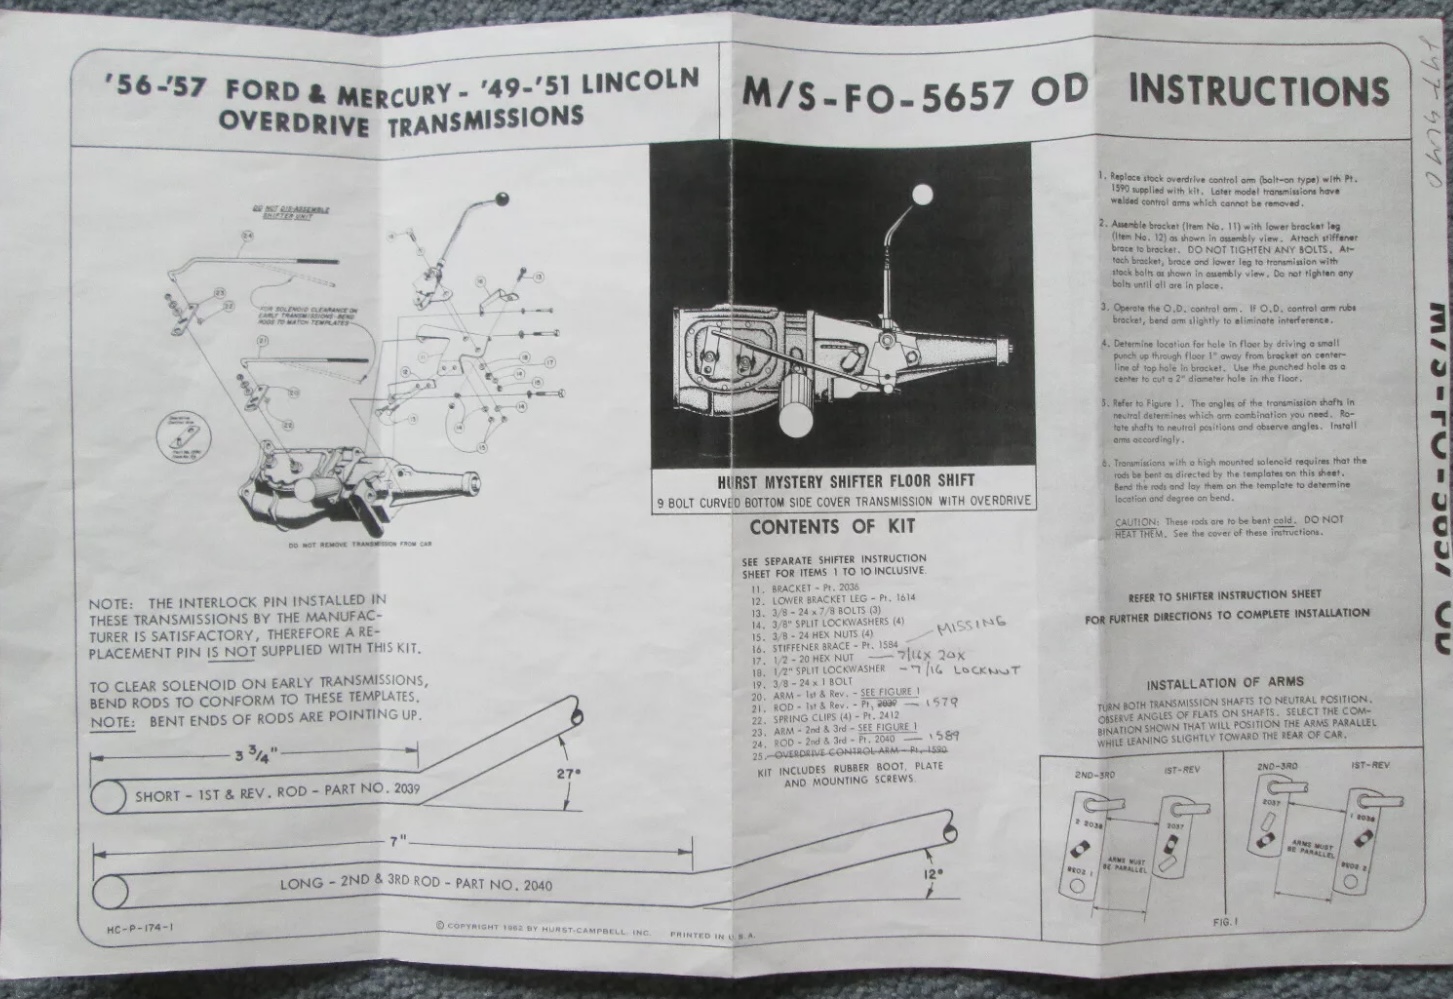 '56-'57 FORD & MERCURY - '49-'51 LINCOLN
OVERDRIVE TRANSMISSIONS
M/S-FO-5657 OD INSTRUCTIONS
DO NOT DIS-ASSEMBLE
SHIFTER UNIT
FOR SOLENOID CLEARANCE ON
EARLY TRANSMISSIONS-BEND
RODS TO MATCH TEMPLATES
DO NOT REMOVE TRANSMISSION FROM CAR
NOTE: THE INTERLOCK PIN INSTALLED IN
THESE TRANSMISSIONS BY THE MANUFAC-
TURER IS SATISFACTORY, THEREFORE A RE-
PLACEMENT PIN IS NOT SUPPLIED WITH THIS KIT.
TO CLEAR SOLENOID ON EARLY TRANSMISSIONS,
BEND RODS TO CONFORM TO THESE TEMPLATES.
NOTE: BENT ENDS OF RODS ARE POINTING UP.
3 3/4"
SHORT - 1ST & REV. ROD - PART NO. 2039
27°
7"
LONG - 2ND & 3RD ROD - PART NO. 2040
12°
HC-P-174-1
© COPYRIGHT 1962 BY HURST-CAMPBELL, INC. PRINTED IN U.S.A.
HURST MYSTERY SHIFTER FLOOR SHIFT
9 BOLT CURVED BOTTOM SIDE COVER TRANSMISSION WITH OVERDRIVE
CONTENTS OF KIT
SEE SEPARATE SHIFTER INSTRUCTION
SHEET FOR ITEMS 1 TO 10 INCLUSIVE.
11. BRACKET - Pt. 2036
12. LOWER BRACKET LEG - Pt. 1614
13. 3/8 - 24 x 7/8 BOLTS (3)
14. 3/8" SPLIT LOCKWASHERS (4)
15. 3/8 - 24 HEX NUTS (4)
16. STIFFENER BRACE - Pt. 1584 MISSING
17. 1/2 - 20 HEX NUT — 7/16 X 20X
18. 1/2" SPLIT LOCKWASHER - 7/16 LOCKNUT
19. 3/8 - 24 x 1 BOLT
20. ARM - 1st & Rev. - SEE FIGURE 1
21. ROD - 1st & Rev. - Pt. 2039 — 1579
22. SPRING CLIPS (4) - Pt. 2412
23. ARM - 2nd & 3rd - SEE FIGURE 1
24. ROD - 2nd & 3rd - Pt. 2040 — 1589
25. OVERDRIVE CONTROL ARM - Pt. 1590
KIT INCLUDES RUBBER BOOT, PLATE
AND MOUNTING SCREWS.
1. Replace stock overdrive control arm (bolt-on type) with Pt.
1590 supplied with kit. Later model transmissions have
welded control arms which cannot be removed.
2. Assemble bracket (Item No. 11) with lower bracket leg
(Item No. 12) as shown in assembly view. Attach stiffener
brace to bracket. DO NOT TIGHTEN ANY BOLTS. At-
tach bracket, brace and lower leg to transmission with
stock bolts as shown in assembly view. Do not tighten any
bolts until all are in place.
3. Operate the O.D. control arm. If O.D. control arm rubs
bracket, bend arm slightly to eliminate interference.
4. Determine location for hole in floor by driving a small
punch up through floor 1" away from bracket on center-
line of top hole in bracket. Use the punched hole as a
center to cut a 2" diameter hole in the floor.
5. Refer to Figure 1. The angles of the transmission shafts in
neutral determines which arm combination you need. Ro-
tate shafts to neutral positions and observe angles. Install
arms accordingly.
6. Transmissions with a high mounted solenoid requires that the
rods be bent as directed by the templates on this sheet.
Bend the rods and lay them on the template to determine
location and degree on bend.
CAUTION: These rods are to be bent cold. DO NOT
HEAT THEM. See the cover of these instructions.
REFER TO SHIFTER INSTRUCTION SHEET
FOR FURTHER DIRECTIONS TO COMPLETE INSTALLATION
INSTALLATION OF ARMS
TURN BOTH TRANSMISSION SHAFTS TO NEUTRAL POSITION.
OBSERVE ANGLES OF FLATS ON SHAFTS. SELECT THE COM-
BINATION SHOWN THAT WILL POSITION THE ARMS PARALLEL
WHILE LEANING SLIGHTLY TOWARD THE REAR OF CAR.
2ND-3RD 1ST-REV
2 2038 2037
ARMS MUST
BE PARALLEL
2ND-3RD 1ST-REV
2037 1 2038
ARMS MUST
BE PARALLEL
FIG. 1
M/S-FO-5657 OD